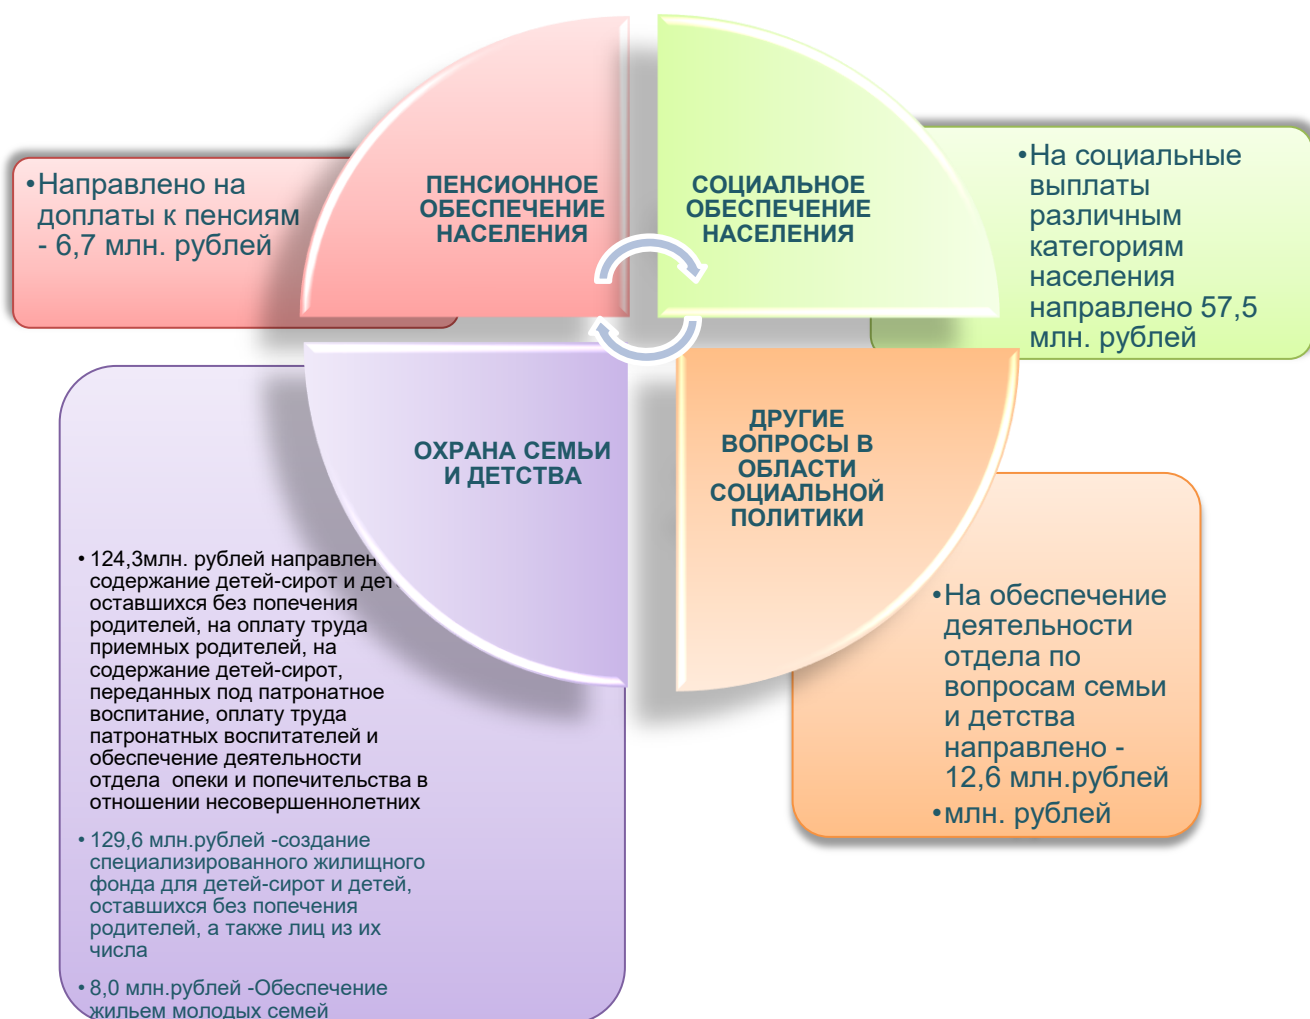 •Направлено на
доплаты к пенсиям
- 6,7 млн. рублей
ПЕНСИОННОЕ
ОБЕСПЕЧЕНИЕ
НАСЕЛЕНИЯ
СОЦИАЛЬНОЕ
ОБЕСПЕЧЕНИЕ
НАСЕЛЕНИЯ
•На социальные
выплаты
различным
категориям
населения
направлено 57,5
млн. рублей
ОХРАНА СЕМЬИ
И ДЕТСТВА
ДРУГИЕ
ВОПРОСЫ В
ОБЛАСТИ
СОЦИАЛЬНОЙ
ПОЛИТИКИ
• 124,3млн. рублей направлен
содержание детей-сирот и дет
оставшихся без попечения
родителей, на оплату труда
приемных родителей, на
содержание детей-сирот,
переданных под патронатное
воспитание, оплату труда
патронатных воспитателей и
обеспечение деятельности
отдела опеки и попечительства в
отношении несовершеннолетних
• 129,6 млн.рублей -создание
специализированного жилищного
фонда для детей-сирот и детей,
оставшихся без попечения
родителей, а также лиц из их
числа
• 8,0 млн.рублей -Обеспечение
жильем молодых семей
•На обеспечение
деятельности
отдела по
вопросам семьи
и детства
направлено -
12,6 млн.рублей
•млн. рублей